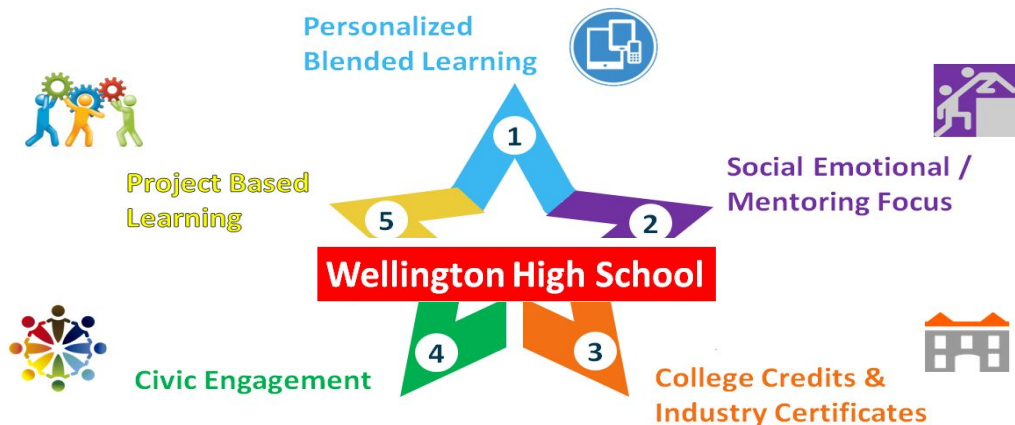 Personalized
Blended Learning
1
Social Emotional /
Mentoring Focus
2
Project Based
Learning
5
Wellington High School
4
3
Civic Engagement
College Credits &
Industry Certificates